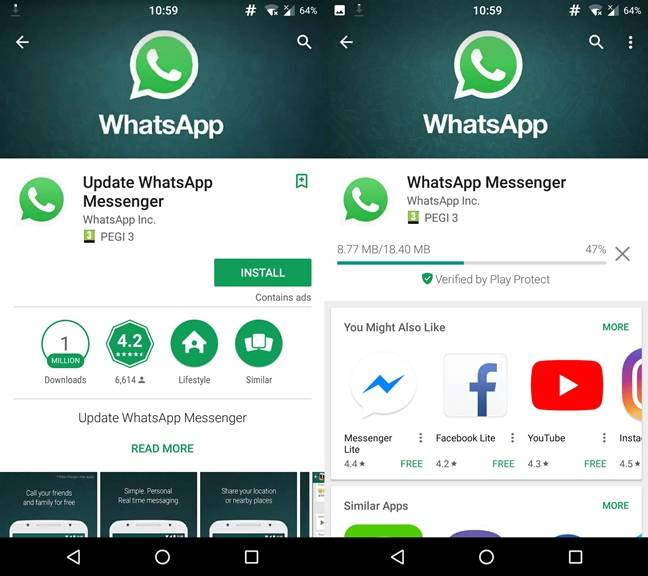 10:59
64%
WhatsApp
Update WhatsApp
Messenger
WhatsApp Inc.
3 PEGI 3
INSTALL
Contains ads
1
MILLION
Downloads
4.2
6,614
Lifestyle
Similar
Update WhatsApp Messenger
READ MORE
Call your friends
and family for free
Simple. Personal
Real time messaging.
Share your location
or nearby places
10:59
64%
WhatsApp
WhatsApp Messenger
WhatsApp Inc.
3 PEGI 3
8.77 MB/18.40 MB
47%
Verified by Play Protect
You Might Also Like
MORE
Messenger
Lite
4.4★
FREE
Facebook Lite
4.2★
FREE
YouTube
4.3★
FREE
Insta
4.5★
Similar Apps
MORE